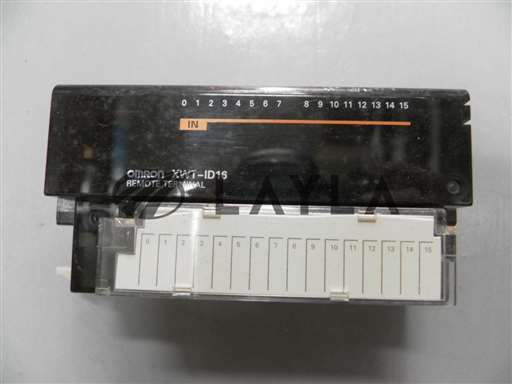 0 1 2 3 4 5 6 7 8 9 10 11 12 13 14 15
IN
OMRON XWT-ID16
REMOTE TERMINAL
LAYLA
0 1 2 3 4 5 6 7 8 9 10 11 12 13 14 15